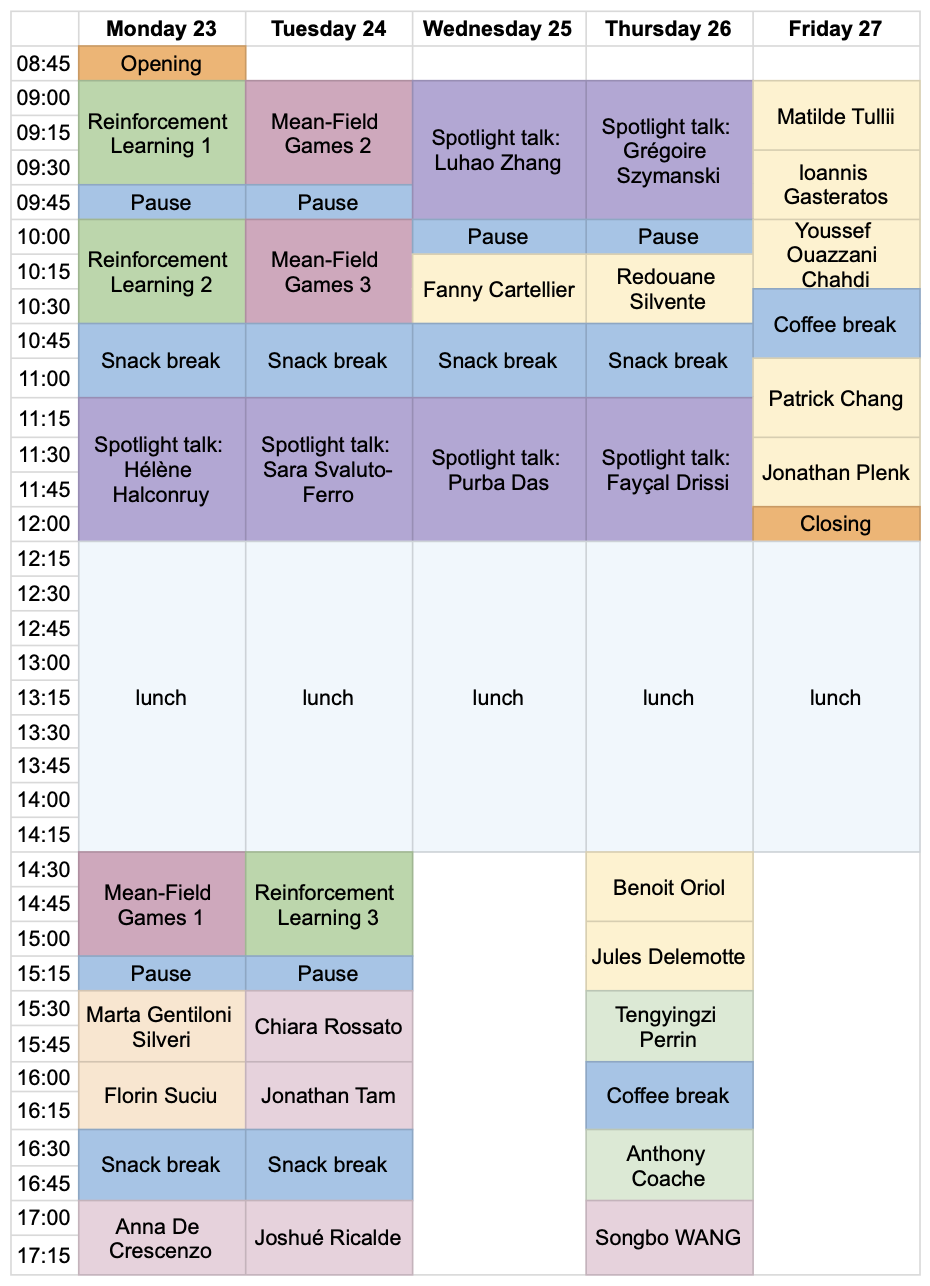 Monday 23 Tuesday 24 Wednesday 25 Thursday 26 Friday 27
08:45 Opening
09:00
09:15
09:30
09:45
Reinforcement
Learning 1
Mean-Field
Games 2
Spotlight talk:
Luhao Zhang
Spotlight talk:
Grégoire
Szymanski
Matilde Tullii
Ioannis
Gasteratos
Pause Pause
10:00
10:15
10:30
Reinforcement
Learning 2
Mean-Field
Games 3
Pause Pause
Fanny Cartellier
Redouane
Silvente
Youssef
Ouazzani
Chahdi
Coffee break
10:45
11:00
Snack break Snack break Snack break Snack break
Patrick Chang
11:15
11:30
11:45
12:00
Spotlight talk:
Hélène
Halconruy
Spotlight talk:
Sara Svaluto-
Ferro
Spotlight talk:
Purba Das
Spotlight talk:
Fayçal Drissi
Jonathan Plenk
Closing
12:15
12:30
12:45
13:00
13:15
13:30
13:45
14:00
14:15
lunch lunch lunch lunch lunch
14:30
14:45
15:00
15:15
Mean-Field
Games 1
Reinforcement
Learning 3
Benoit Oriol
Jules Delemotte
Pause Pause
15:30
15:45
Marta Gentiloni
Silveri
Chiara Rossato
Tengyingzi
Perrin
16:00
16:15
Florin Suciu Jonathan Tam Coffee break
16:30
16:45
Snack break Snack break
Anthony
Coache
17:00
17:15
Anna De
Crescenzo
Joshué Ricalde Songbo WANG